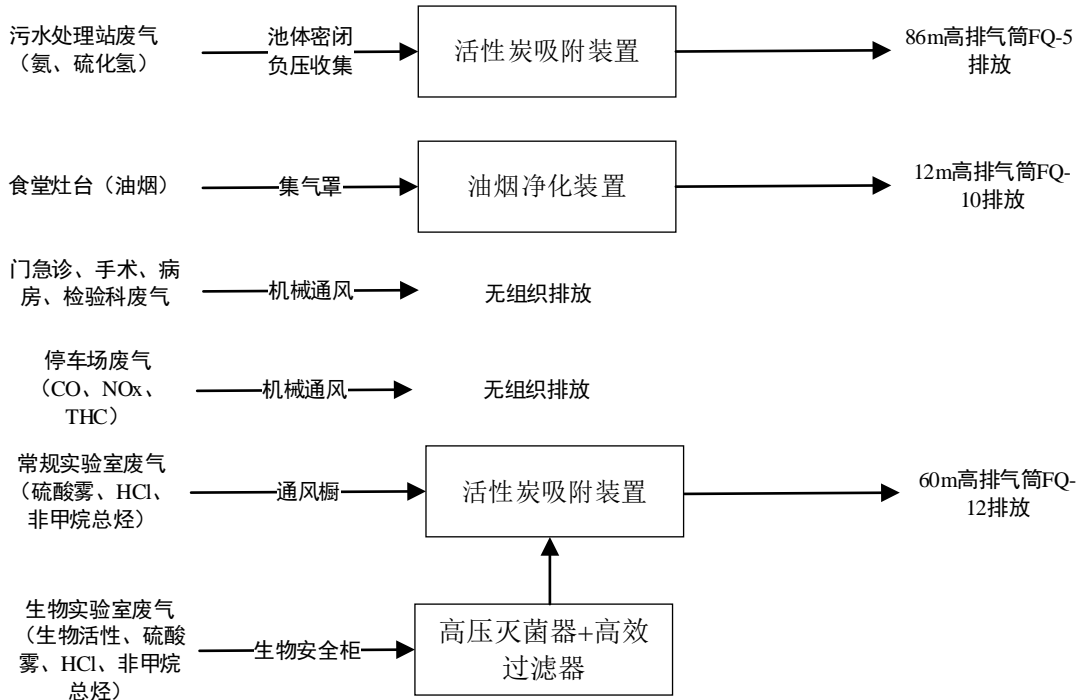 污水处理站废气
（氨、硫化氢）
池体密闭
负压收集
活性炭吸附装置
86m高排气筒FQ-5
排放
食堂灶台（油烟）
集气罩
油烟净化装置
12m高排气筒FQ-
10排放
门急诊、手术、病
房、检验科废气
机械通风
无组织排放
停车场废气
（CO、NOx、
THC）
机械通风
无组织排放
常规实验室废气
（硫酸雾、HCl、
非甲烷总烃）
通风橱
活性炭吸附装置
60m高排气筒FQ-
12排放
生物实验室废气
（生物活性、硫酸
雾、HCl、非甲烷
总烃）
生物安全柜
高压灭菌器+高效
过滤器